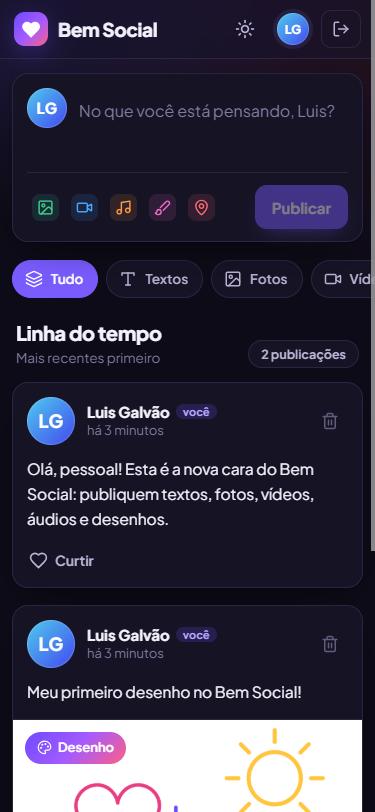 Bem Social
LG
LG
No que você está pensando, Luis?
Publicar
Tudo
Textos
Fotos
Víd
Linha do tempo
Mais recentes primeiro
2 publicações
LG
Luis Galvão você
há 3 minutos
Olá, pessoal! Esta é a nova cara do Bem
Social: publiquem textos, fotos, vídeos,
áudios e desenhos.
Curtir
LG
Luis Galvão você
há 3 minutos
Meu primeiro desenho no Bem Social!
Desenho